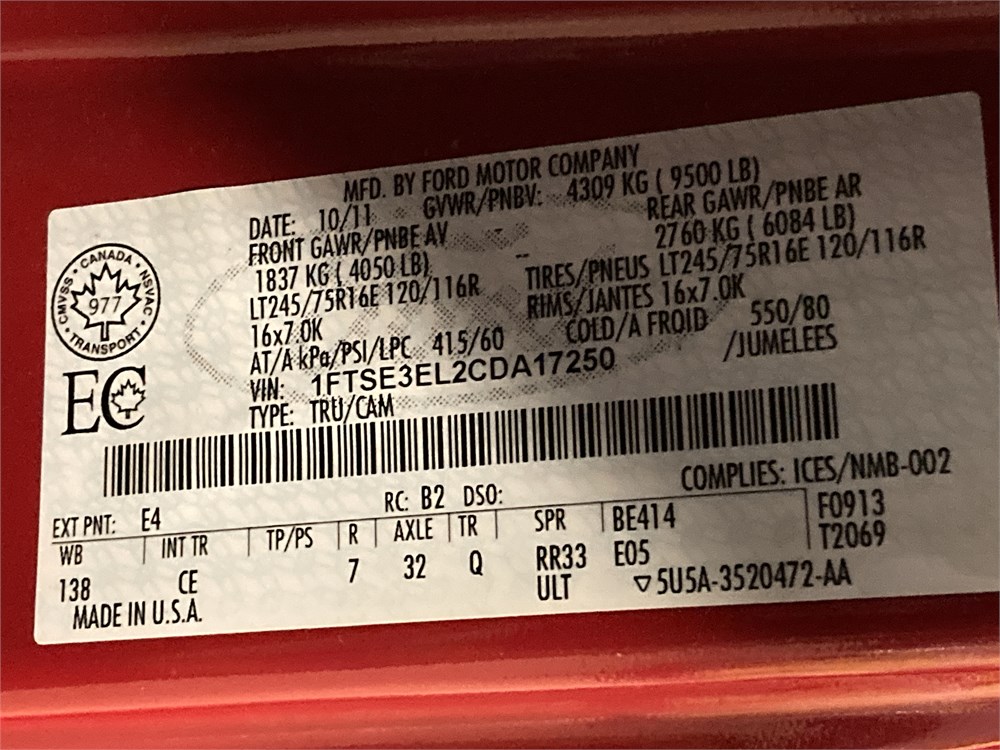 MFD. BY FORD MOTOR COMPANY
DATE: 10/11 GVWR/PNBV: 4309 KG ( 9500 LB)
FRONT GAWR/PNBE AV REAR GAWR/PNBE AR
1837 KG ( 4050 LB) 2760 KG ( 6084 LB)
LT245/75R16E 120/116R TIRES/PNEUS LT245/75R16E 120/116R
16x7.0K RIMS/JANTES 16x7.0K
AT/A kPa/PSI/LPC 415/60 COLD/A FROID 550/80
VIN: 1FTSE3EL2CDA17250 /JUMELEES
TYPE: TRU/CAM
CMVSS • CANADA • NSVAC • TRANSPORT •
977
EC
COMPLIES: ICES/NMB-002
EXT PNT: E4 RC: B2 DSO: F0913
WB INT TR TP/PS R AXLE TR SPR BE414 T2069
138 CE 7 32 Q RR33 E05
MADE IN U.S.A. ULT ▽5U5A-3520472-AA